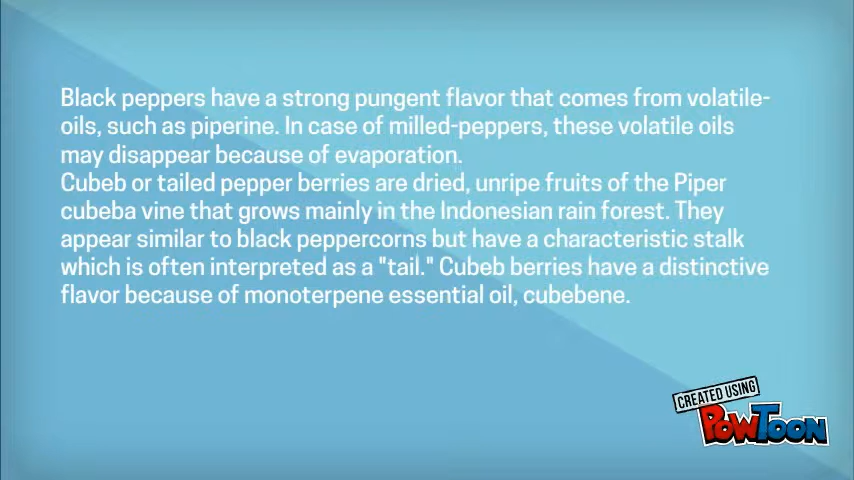 Black peppers have a strong pungent flavor that comes from volatile-
oils, such as piperine. In case of milled-peppers, these volatile oils
may disappear because of evaporation.
Cubeb or tailed pepper berries are dried, unripe fruits of the Piper
cubeba vine that grows mainly in the Indonesian rain forest. They
appear similar to black peppercorns but have a characteristic stalk
which is often interpreted as a "tail." Cubeb berries have a distinctive
flavor because of monoterpene essential oil, cubebene.
CREATED USING
POWTOON